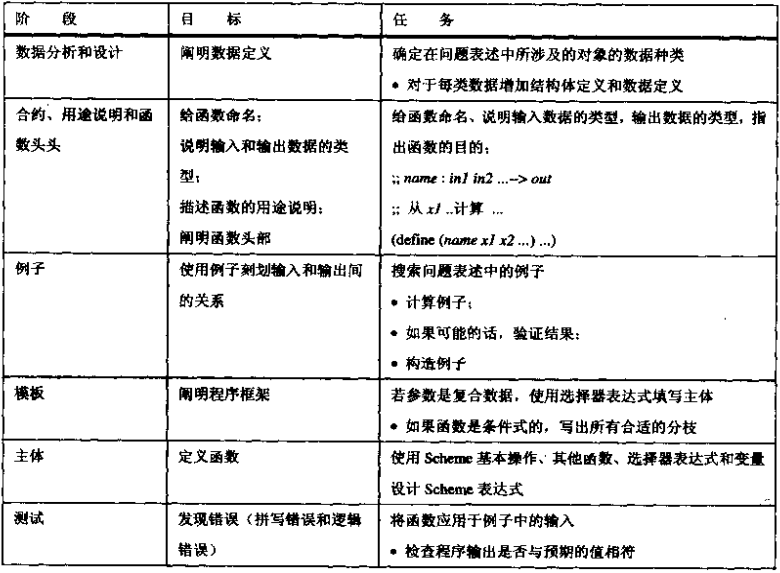 阶 段 目 标 任 务
数据分析和设计 阐明数据定义 确定在问题表述中所涉及的对象的数据种类
• 对于每类数据增加结构体定义和数据定义
合约、用途说明和函 给函数命名； 给函数命名、说明输入数据的类型，输出数据的类型，指
数头头 说明输入和输出数据的类 出函数的目的：
型； ;; name : in1 in2 ...--> out
描述函数的用途说明； ;; 从 x1 ..计算 ...
阐明函数头部 (define (name x1 x2 ...) ...)
例子 使用例子刻划输入和输出间 搜索问题表述中的例子
的关系 • 计算例子；
• 如果可能的话，验证结果；
• 构造例子
模板 阐明程序框架 若参数是复合数据，使用选择器表达式填写主体
• 如果函数是条件式的，写出所有合适的分枝
主体 定义函数 使用 Scheme 基本操作、其他函数、选择器表达式和变量
设计 Scheme 表达式
测试 发现错误（拼写错误和逻辑 将函数应用于例子中的输入
错误） • 检查程序输出是否与预期的值相符